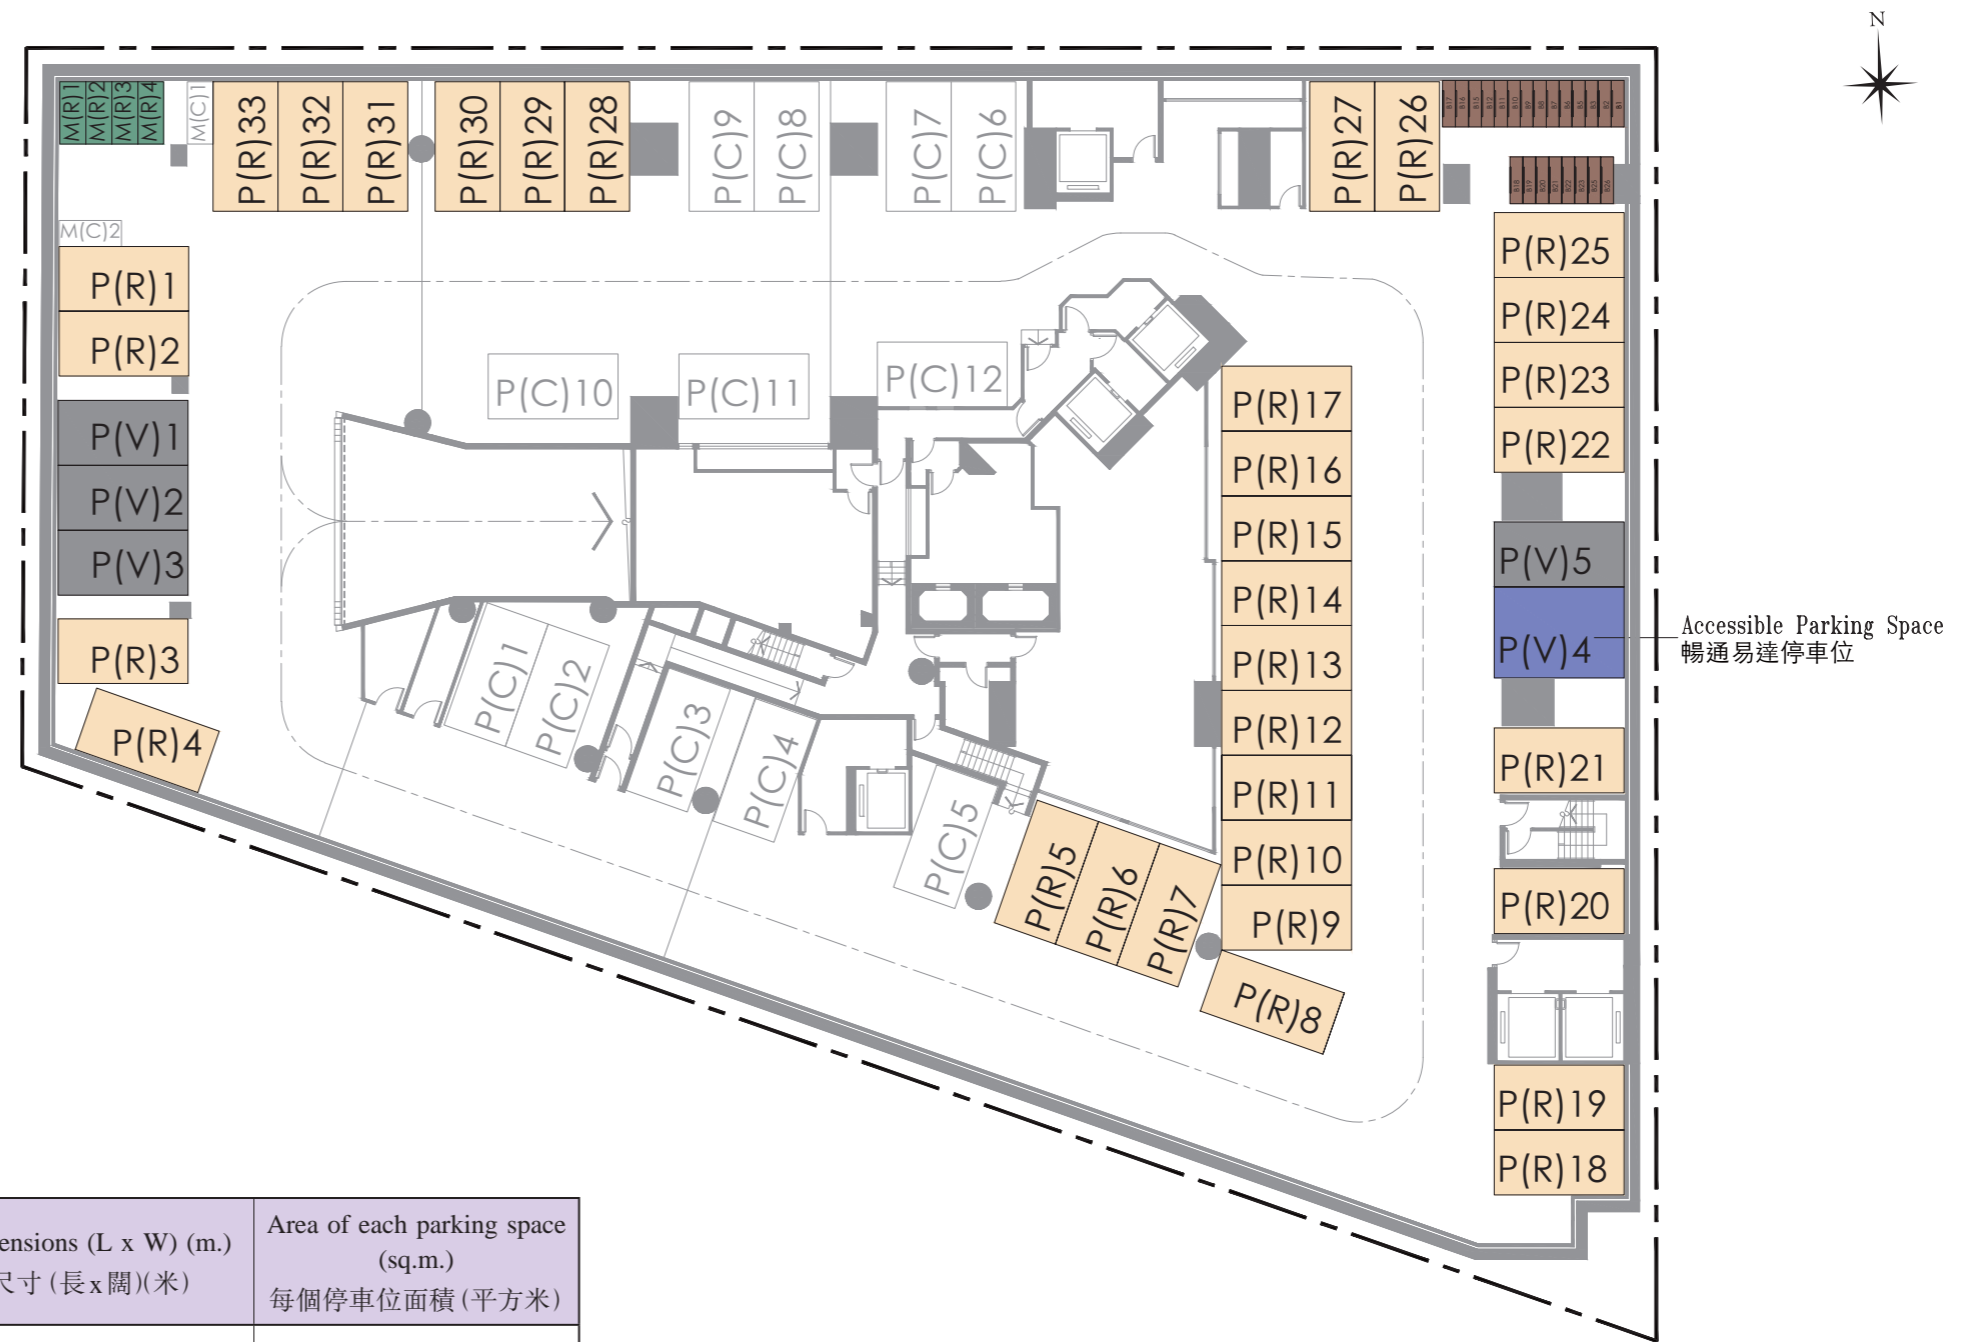 N
M(R)1
M(R)2
M(R)3
M(R)4
M(C)1
P(R)33
P(R)32
P(R)31
P(R)30
P(R)29
P(R)28
P(C)9
P(C)8
P(C)7
P(C)6
P(R)27
P(R)26
M(C)2
P(R)1
P(R)2
P(V)1
P(V)2
P(V)3
P(R)3
P(R)4
P(C)10
P(C)11
P(C)12
P(C)1
P(C)2
P(C)3
P(C)4
P(C)5
P(R)5
P(R)6
P(R)7
P(R)8
P(R)17
P(R)16
P(R)15
P(R)14
P(R)13
P(R)12
P(R)11
P(R)10
P(R)9
P(R)25
P(R)24
P(R)23
P(R)22
P(V)5
P(V)4
Accessible Parking Space
暢通易達停車位
P(R)21
P(R)20
P(R)19
P(R)18
ensions (L x W) (m.)
尺寸(長x闊)(米)
Area of each parking space
(sq.m.)
每個停車位面積(平方米)